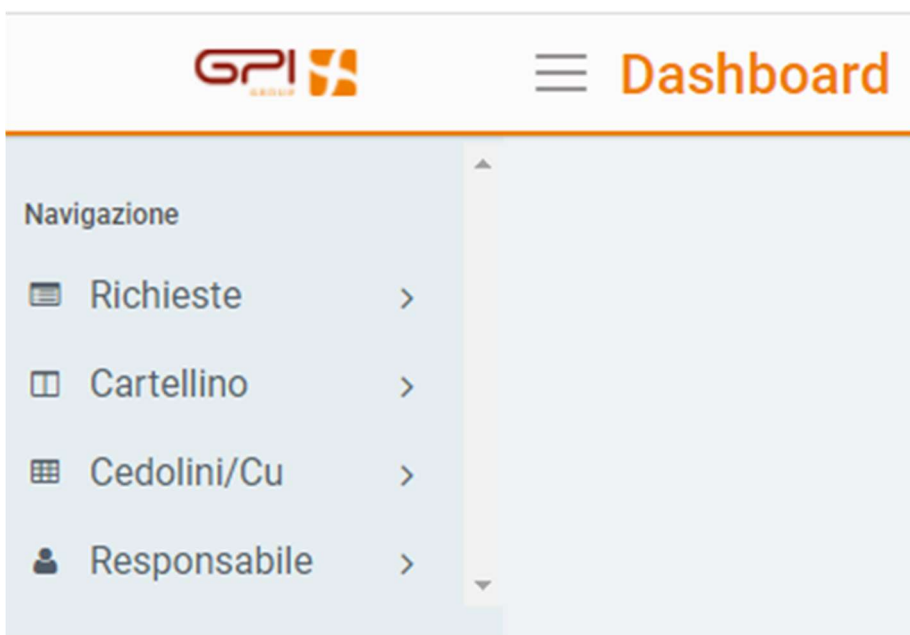 GPI
GROUP
Dashboard
Navigazione
Richieste
Cartellino
Cedolini/Cu
Responsabile